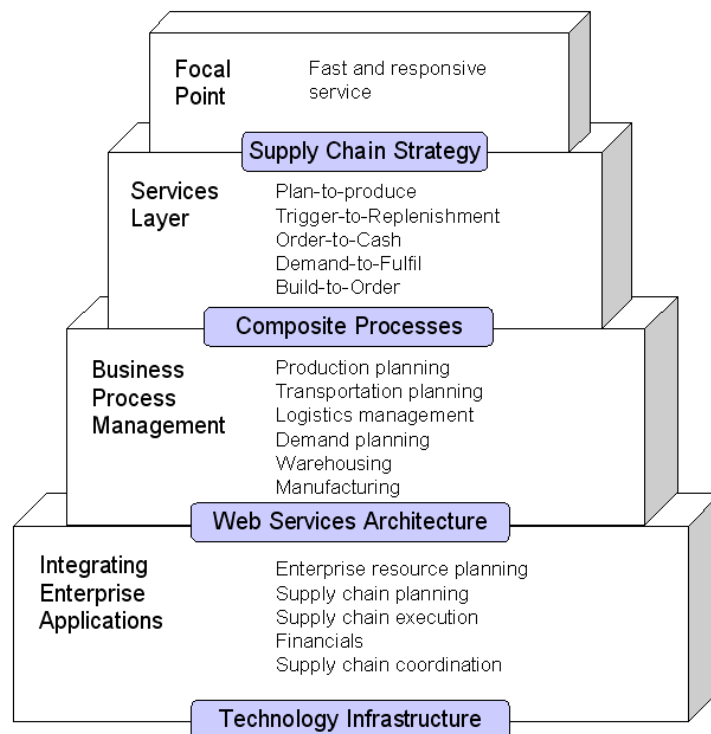 Focal
Point
Fast and responsive
service
Supply Chain Strategy
Services
Layer
Plan-to-produce
Trigger-to-Replenishment
Order-to-Cash
Demand-to-Fulfil
Build-to-Order
Composite Processes
Business
Process
Management
Production planning
Transportation planning
Logistics management
Demand planning
Warehousing
Manufacturing
Web Services Architecture
Integrating
Enterprise
Applications
Enterprise resource planning
Supply chain planning
Supply chain execution
Financials
Supply chain coordination
Technology Infrastructure